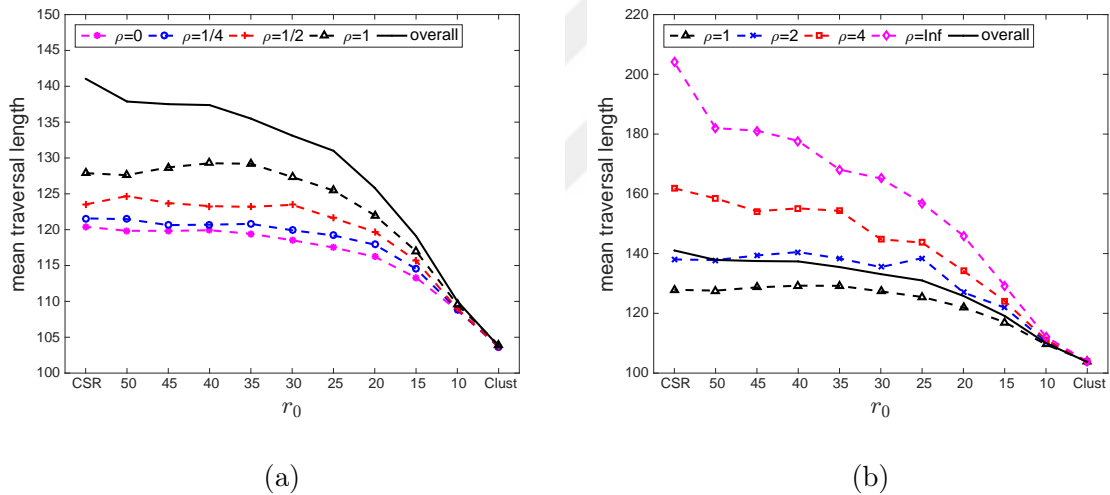 150
145
140
135
130
125
120
115
110
105
100
mean traversal length
ρ=0 ρ=1/4 ρ=1/2 ρ=1 overall
CSR 50 45 40 35 30 25 20 15 10 Clust
r₀
(a)
220
200
180
160
140
120
100
mean traversal length
ρ=1 ρ=2 ρ=4 ρ=Inf overall
CSR 50 45 40 35 30 25 20 15 10 Clust
r₀
(b)